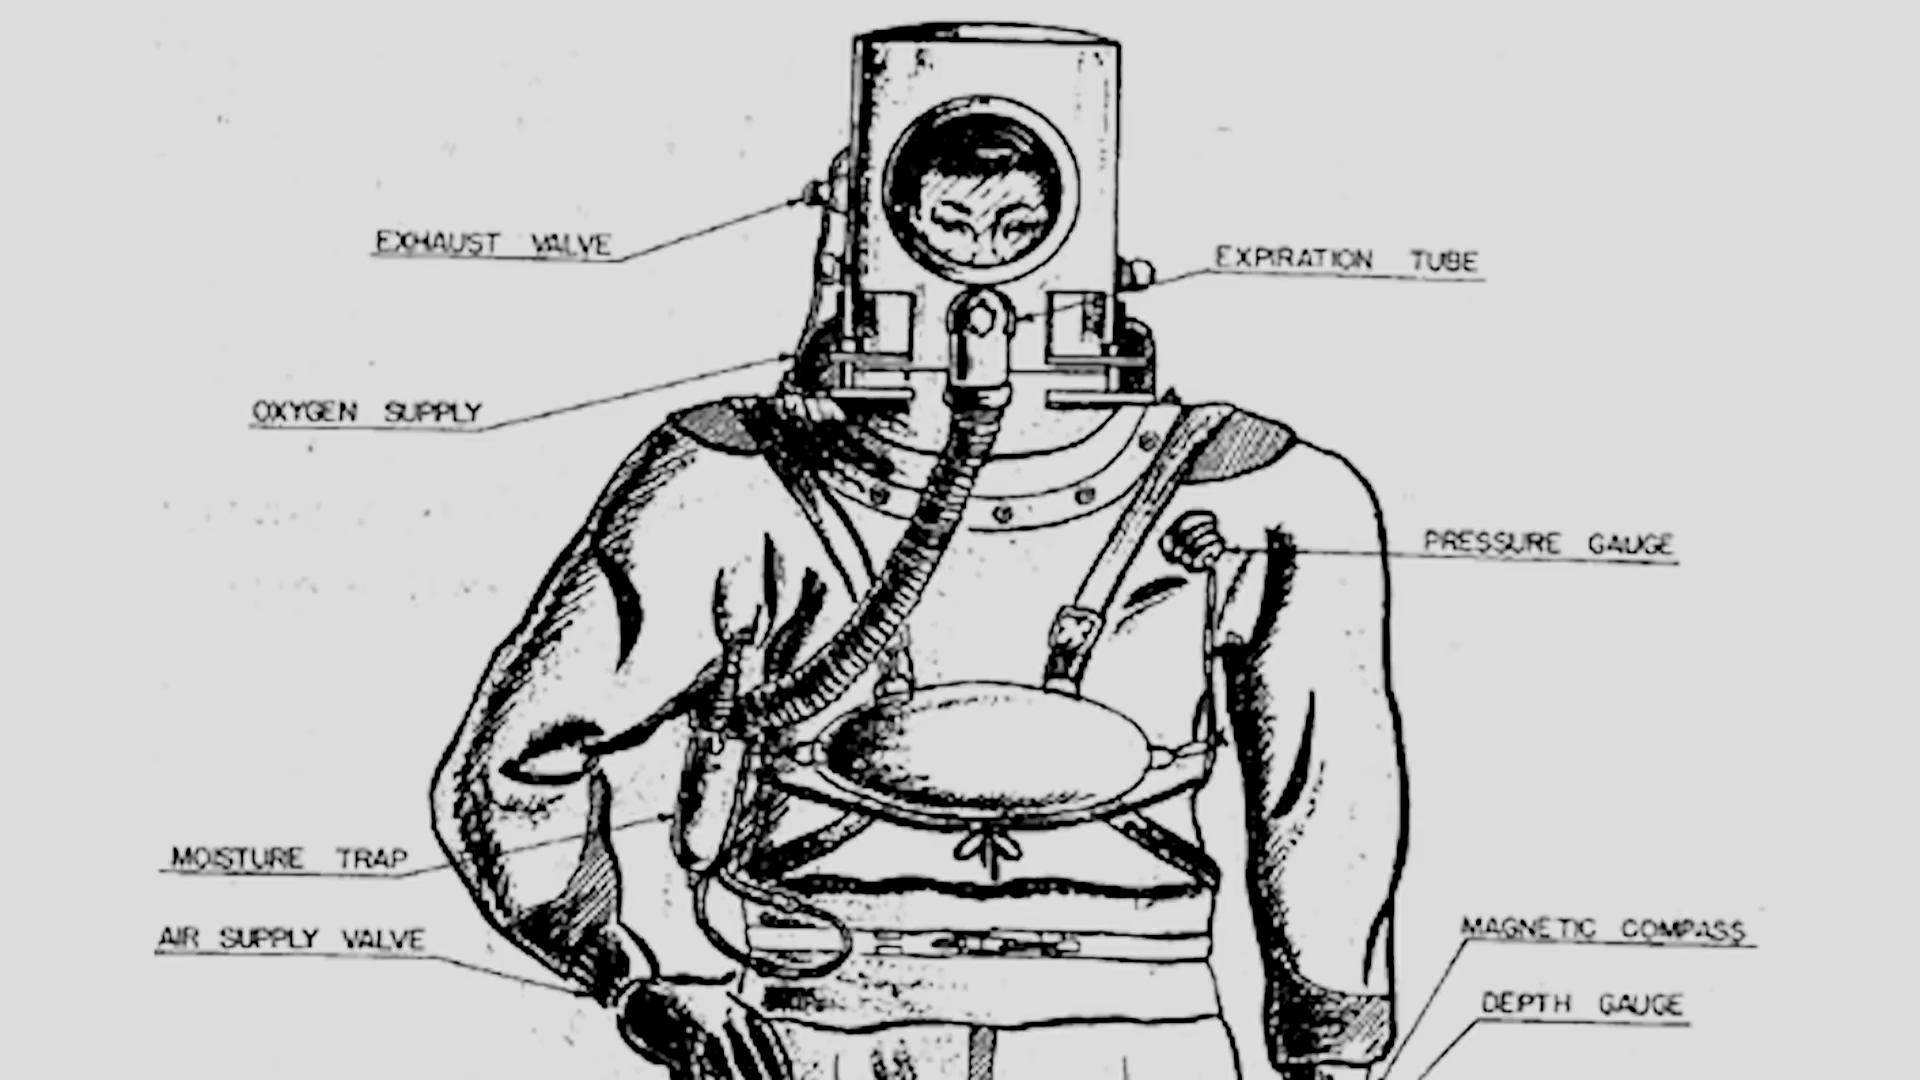 EXHAUST VALVE
EXPIRATION TUBE
OXYGEN SUPPLY
PRESSURE GAUGE
MOISTURE TRAP
AIR SUPPLY VALVE
MAGNETIC COMPASS
DEPTH GAUGE